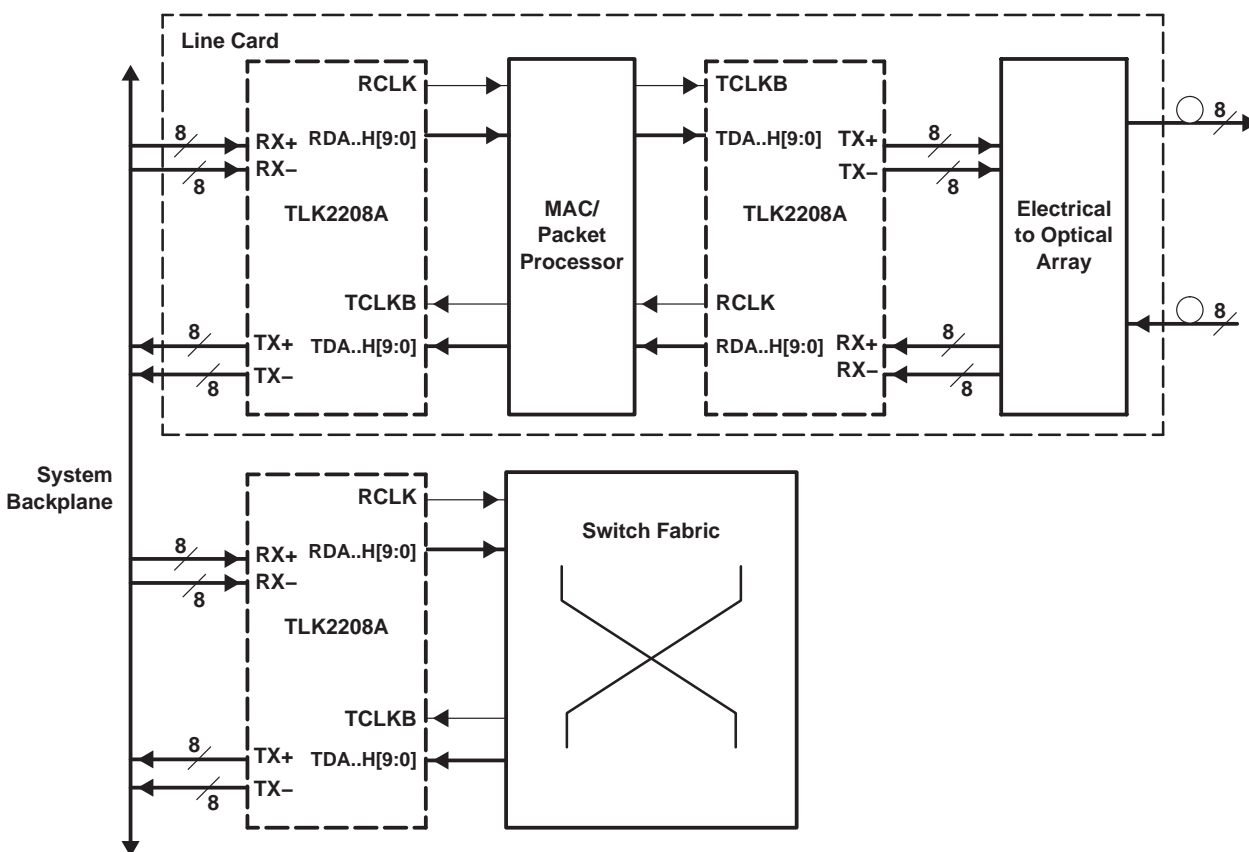 Line Card
RCLK
TCLKB
8
RX+ RDA..H[9:0]
TDA..H[9:0] TX+
8
8
RX–
8
TX–
8
TLK2208A
MAC/
Packet
Processor
TLK2208A
Electrical
to Optical
Array
TCLKB
RCLK
8
8
TX+ TDA..H[9:0]
RDA..H[9:0] RX+
8
TX–
8
RX–
8
System
Backplane
RCLK
Switch Fabric
8
RX+ RDA..H[9:0]
RX–
8
TLK2208A
TCLKB
8
TX+ TDA..H[9:0]
TX–
8